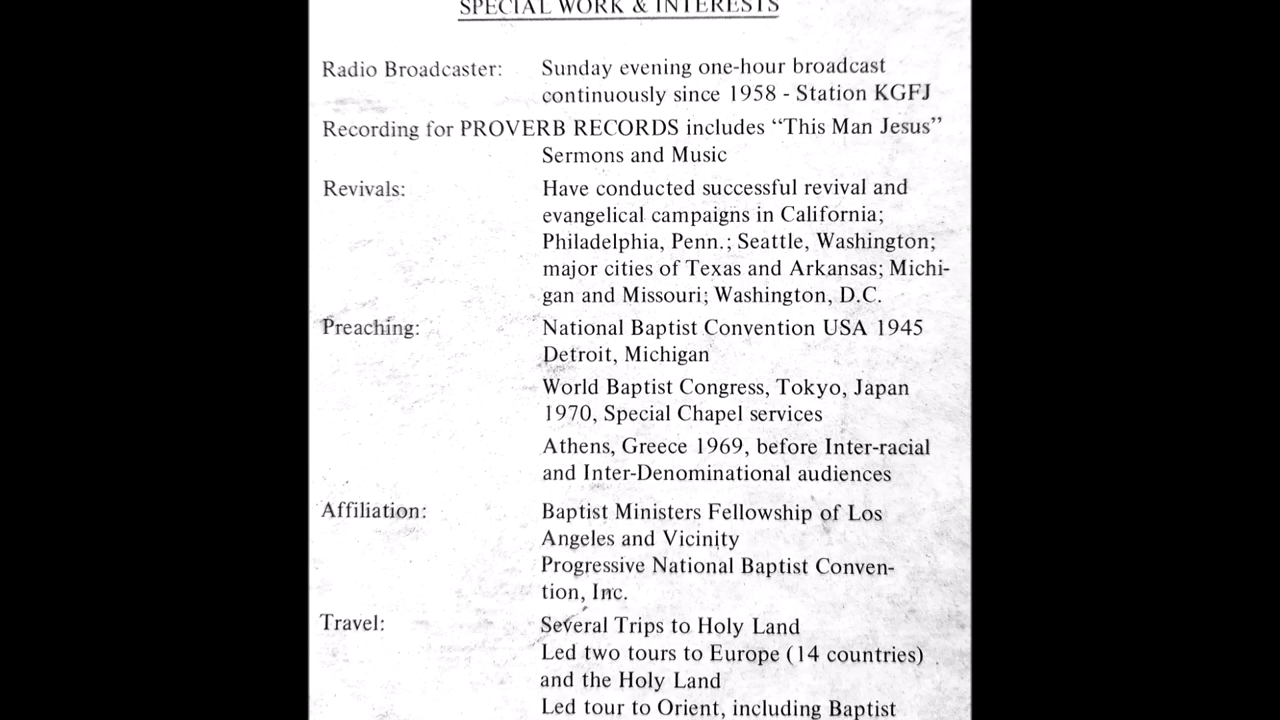 SPECIAL WORK & INTERESTS
Radio Broadcaster: Sunday evening one-hour broadcast
continuously since 1958 - Station KGFJ
Recording for PROVERB RECORDS includes “This Man Jesus”
Sermons and Music
Revivals: Have conducted successful revival and
evangelical campaigns in California;
Philadelphia, Penn.; Seattle, Washington;
major cities of Texas and Arkansas; Michi-
gan and Missouri; Washington, D.C.
Preaching: National Baptist Convention USA 1945
Detroit, Michigan
World Baptist Congress, Tokyo, Japan
1970, Special Chapel services
Athens, Greece 1969, before Inter-racial
and Inter-Denominational audiences
Affiliation: Baptist Ministers Fellowship of Los
Angeles and Vicinity
Progressive National Baptist Conven-
tion, Inc.
Travel: Several Trips to Holy Land
Led two tours to Europe (14 countries)
and the Holy Land
Led tour to Orient, including Baptist